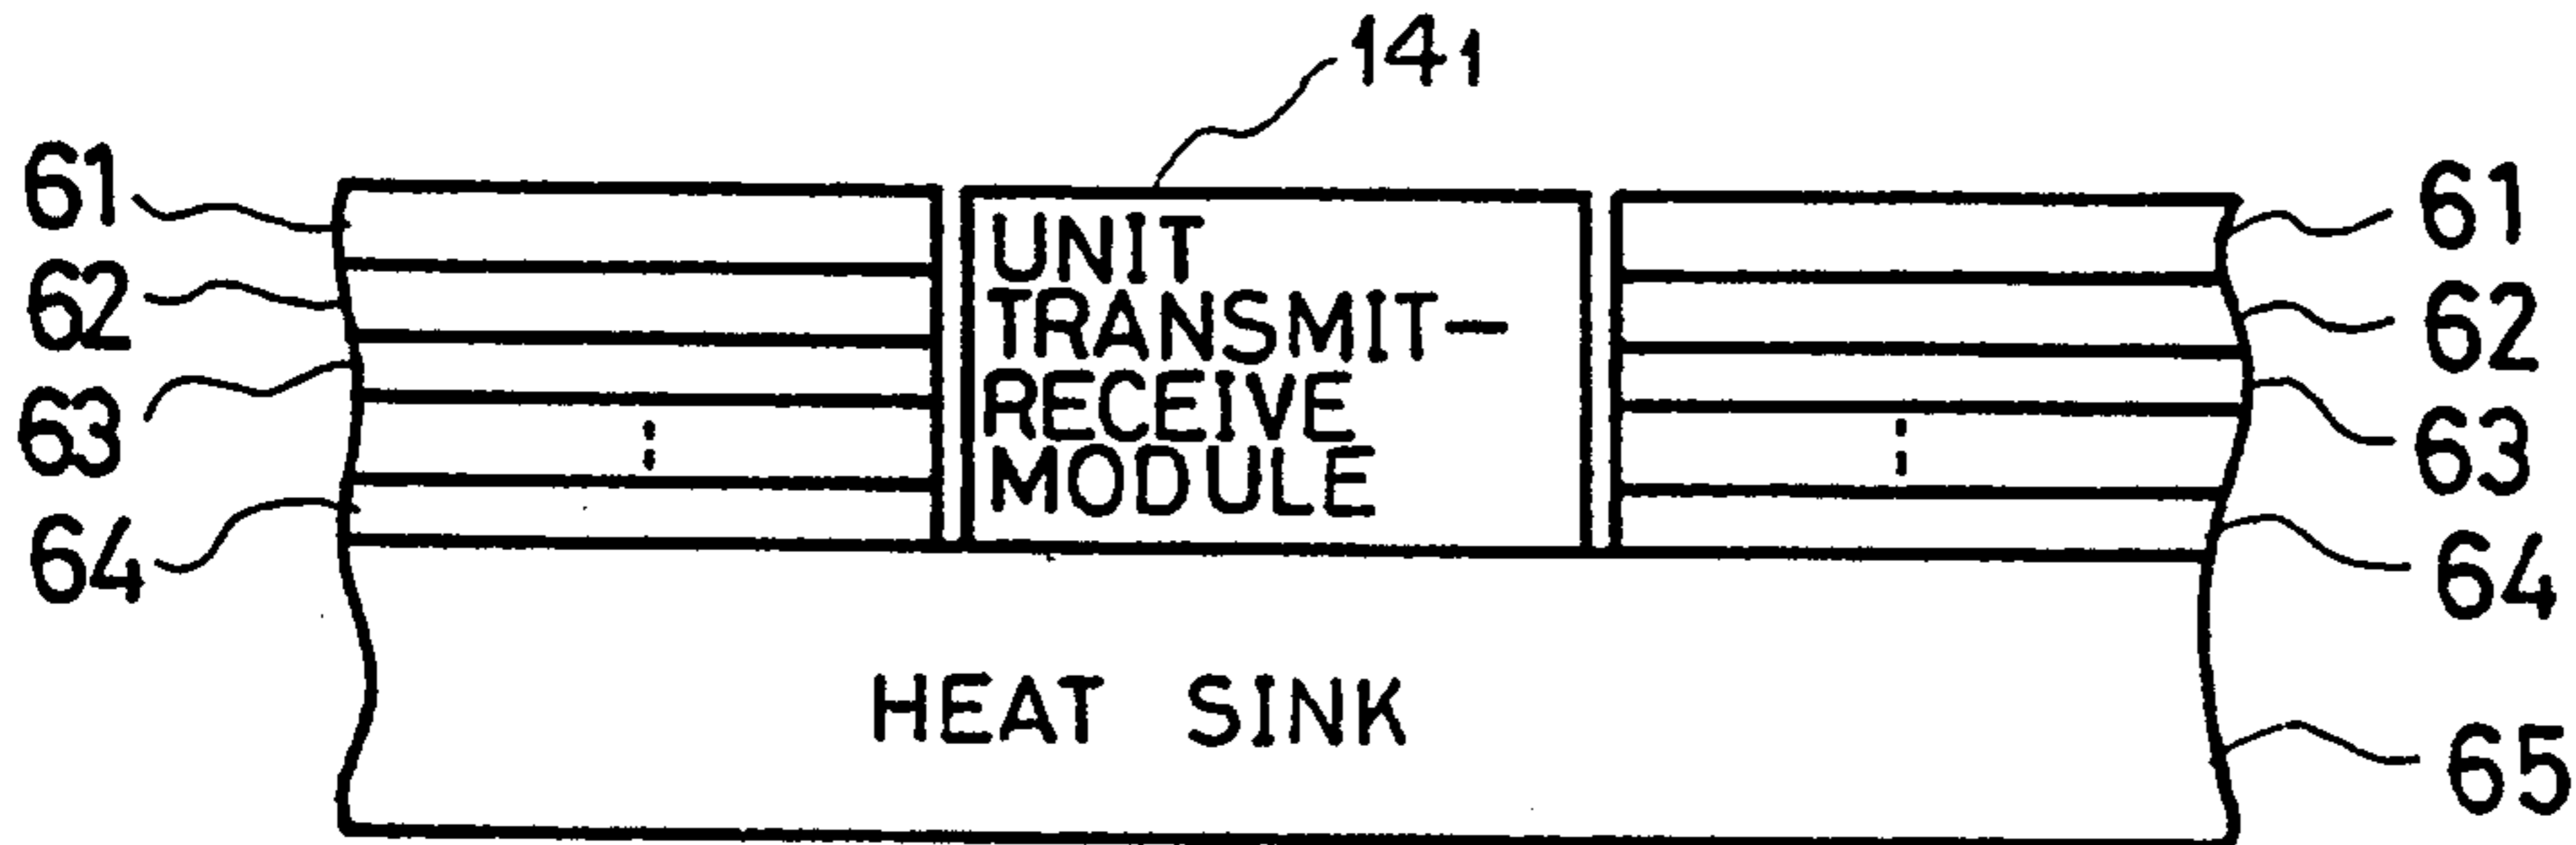 14₁
61
62
63
64
UNIT
TRANSMIT-
RECEIVE
MODULE
61
62
63
64
65
HEAT SINK